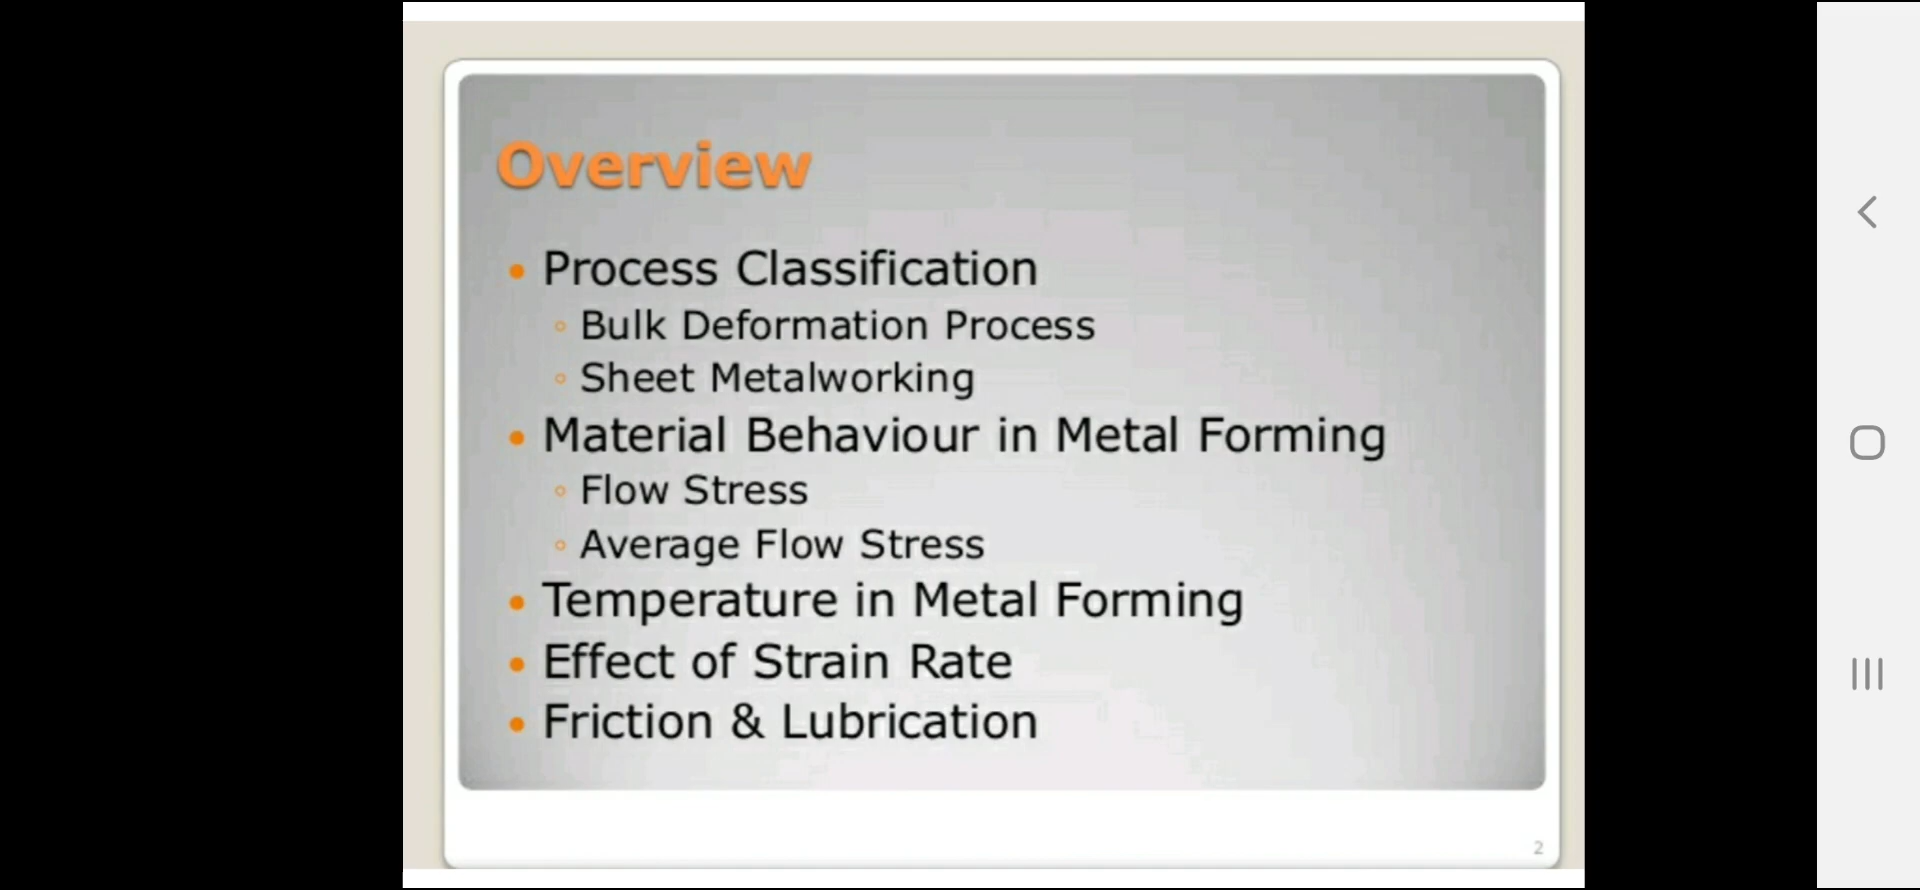 Overview
• Process Classification
◦ Bulk Deformation Process
◦ Sheet Metalworking
• Material Behaviour in Metal Forming
◦ Flow Stress
◦ Average Flow Stress
• Temperature in Metal Forming
• Effect of Strain Rate
• Friction & Lubrication
2